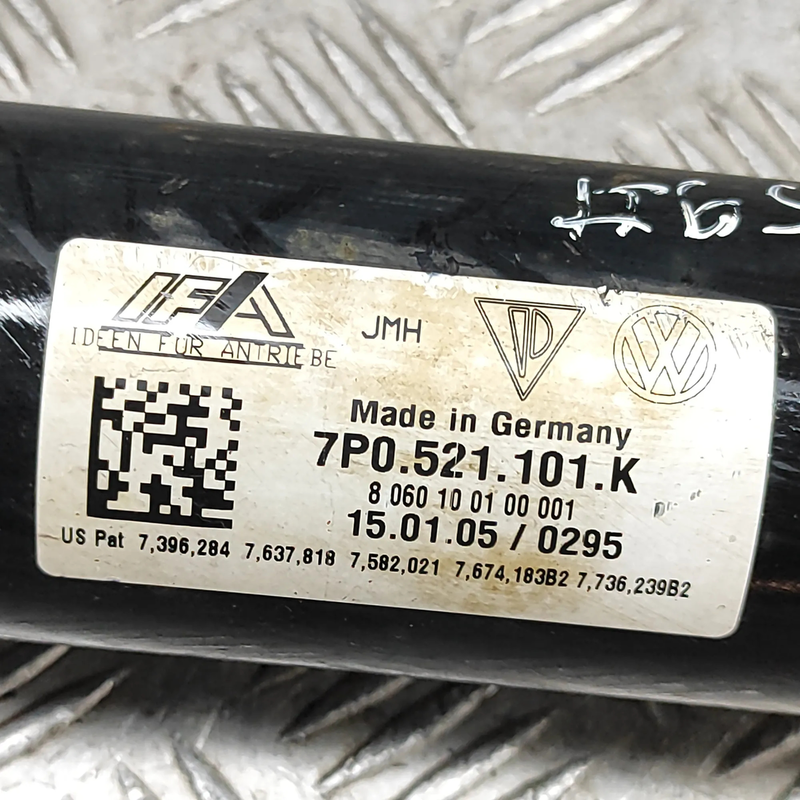 IFA
IDEEN FÜR ANTRIEBE
JMH
VW
Made in Germany
7P0.521.101.K
8 060 10 01 00 001
15.01.05 / 0295
US Pat 7,396,284 7,637,818 7,582,021 7,674,183B2 7,736,239B2